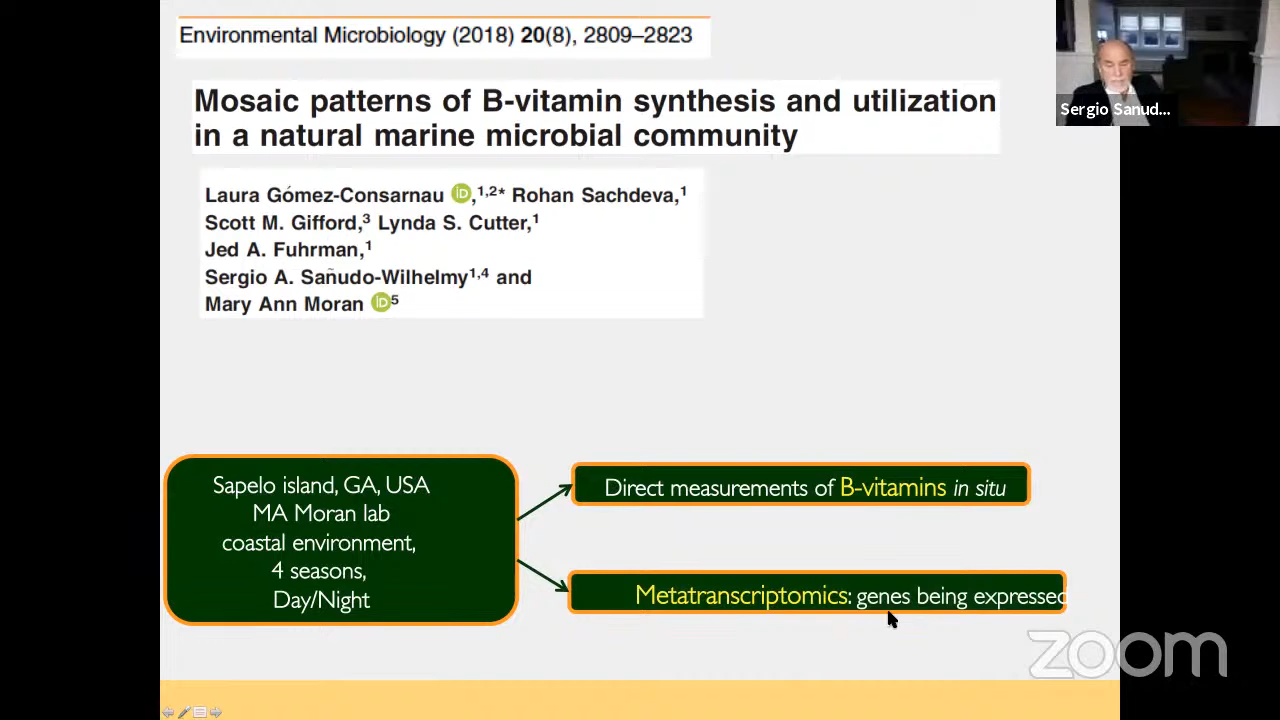 Environmental Microbiology (2018) 20(8), 2809–2823
Mosaic patterns of B-vitamin synthesis and utilization
in a natural marine microbial community
Laura Gómez-Consarnau iD,1,2* Rohan Sachdeva,1
Scott M. Gifford,3 Lynda S. Cutter,1
Jed A. Fuhrman,1
Sergio A. Sañudo-Wilhelmy1,4 and
Mary Ann Moran iD5
Sapelo island, GA, USA
MA Moran lab
coastal environment,
4 seasons,
Day/Night
Direct measurements of B-vitamins in situ
Metatranscriptomics: genes being expressed
Sergio Sanud...
zoom